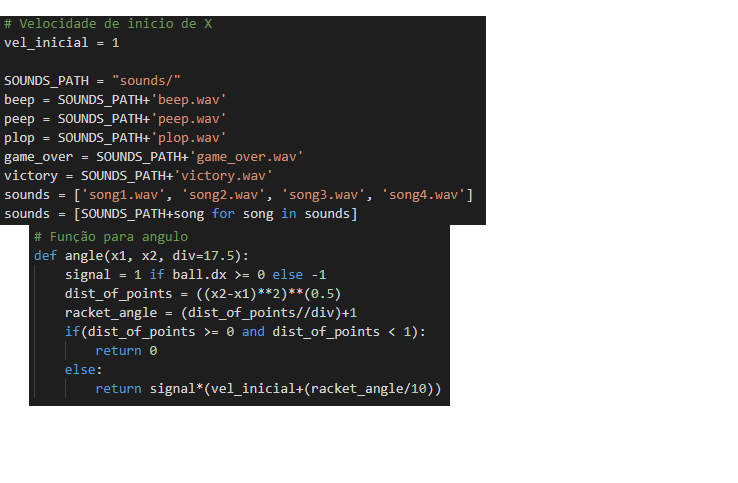 # Velocidade de inicio de X
vel_inicial = 1
SOUNDS_PATH = "sounds/"
beep = SOUNDS_PATH+'beep.wav'
peep = SOUNDS_PATH+'peep.wav'
plop = SOUNDS_PATH+'plop.wav'
game_over = SOUNDS_PATH+'game_over.wav'
victory = SOUNDS_PATH+'victory.wav'
sounds = ['song1.wav', 'song2.wav', 'song3.wav', 'song4.wav']
sounds = [SOUNDS_PATH+song for song in sounds]
# Função para angulo
def angle(x1, x2, div=17.5):
    signal = 1 if ball.dx >= 0 else -1
    dist_of_points = ((x2-x1)**2)**(0.5)
    racket_angle = (dist_of_points//div)+1
    if(dist_of_points >= 0 and dist_of_points < 1):
        return 0
    else:
        return signal*(vel_inicial+(racket_angle/10))